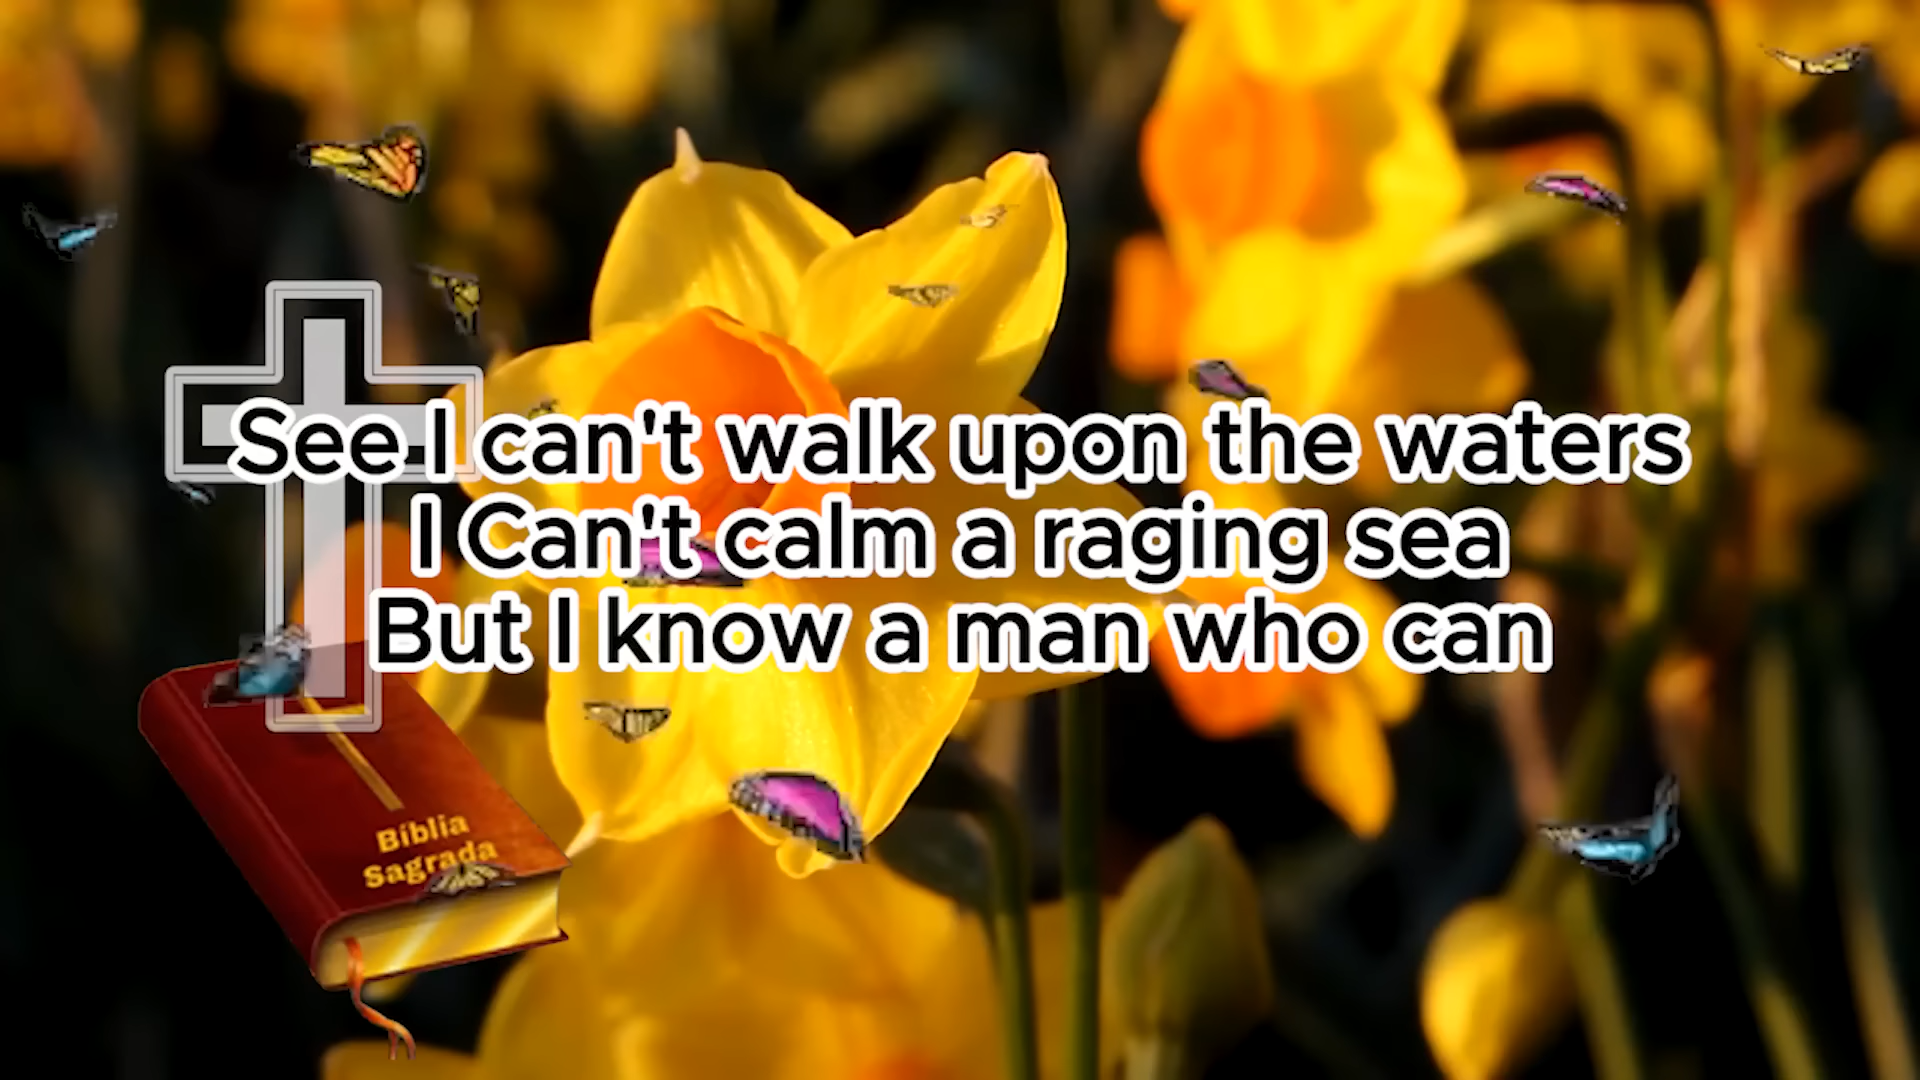 See I can't walk upon the waters
I Can't calm a raging sea
But I know a man who can
Bíblia
Sagrada